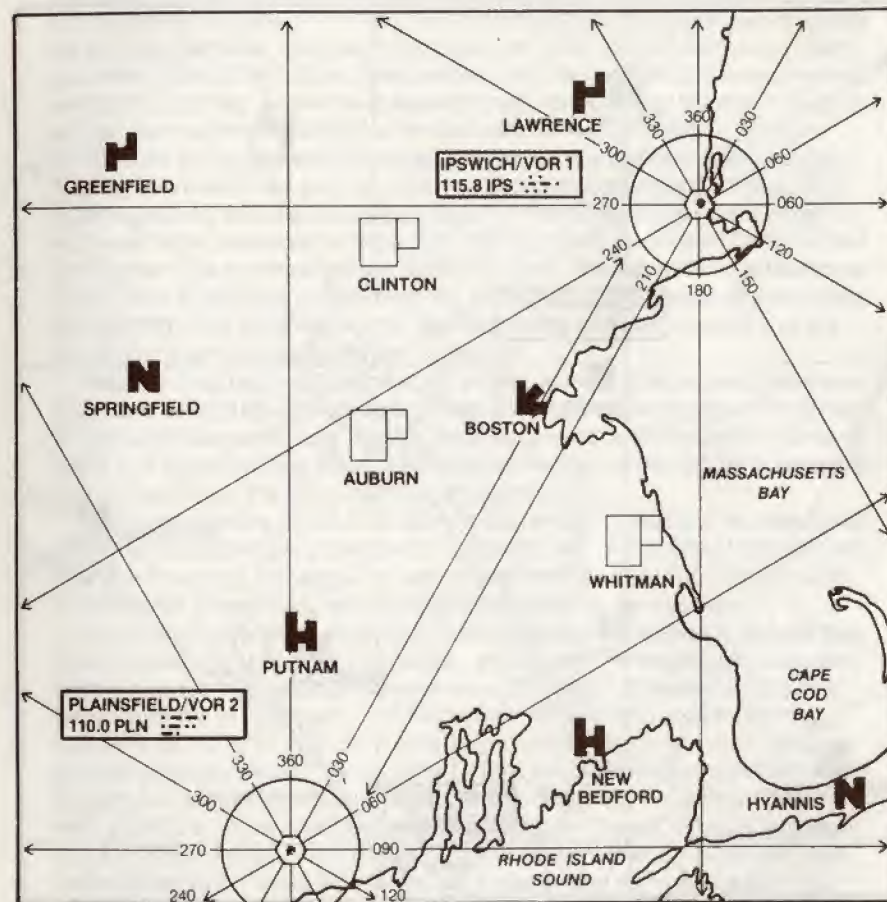 LAWRENCE
360
330
030
300
060
GREENFIELD
IPSWICH/VOR 1
115.8 IPS
270
060
240
120
210
150
180
CLINTON
SPRINGFIELD
BOSTON
AUBURN
MASSACHUSETTS
BAY
WHITMAN
PUTNAM
CAPE
COD
BAY
PLAINSFIELD/VOR 2
110.0 PLN
360
330
030
300
060
NEW
BEDFORD
HYANNIS
270
090
RHODE ISLAND
SOUND
240
120